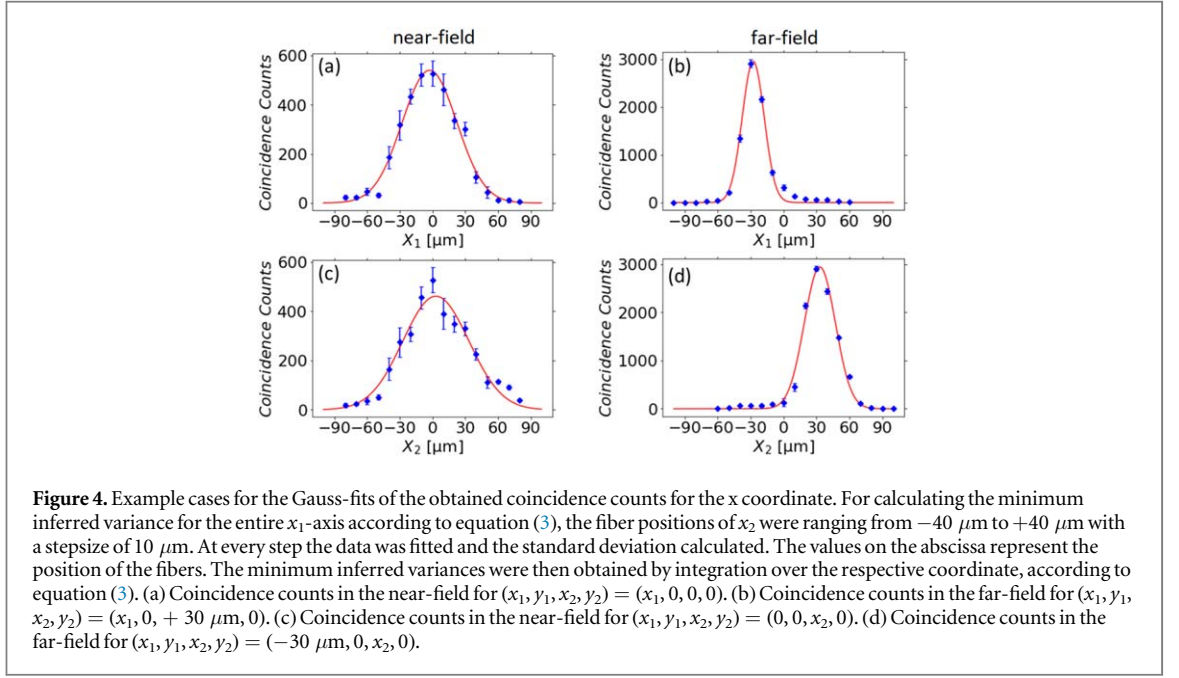 near-field
far-field
(a)
(b)
Coincidence Counts
Coincidence Counts
600
400
200
0
3000
2000
1000
0
−90−60−30 0 30 60 90
−90−60−30 0 30 60 90
X₁ [μm]
X₁ [μm]
(c)
(d)
Coincidence Counts
Coincidence Counts
600
400
200
0
3000
2000
1000
0
−90−60−30 0 30 60 90
−90−60−30 0 30 60 90
X₂ [μm]
X₂ [μm]
Figure 4. Example cases for the Gauss-fits of the obtained coincidence counts for the x coordinate. For calculating the minimum
inferred variance for the entire x₁-axis according to equation (3), the fiber positions of x₂ were ranging from −40 μm to +40 μm with
a stepsize of 10 μm. At every step the data was fitted and the standard deviation calculated. The values on the abscissa represent the
position of the fibers. The minimum inferred variances were then obtained by integration over the respective coordinate, according to
equation (3). (a) Coincidence counts in the near-field for (x₁, y₁, x₂, y₂) = (x₁, 0, 0, 0). (b) Coincidence counts in the far-field for (x₁, y₁,
x₂, y₂) = (x₁, 0, + 30 μm, 0). (c) Coincidence counts in the near-field for (x₁, y₁, x₂, y₂) = (0, 0, x₂, 0). (d) Coincidence counts in the
far-field for (x₁, y₁, x₂, y₂) = (−30 μm, 0, x₂, 0).